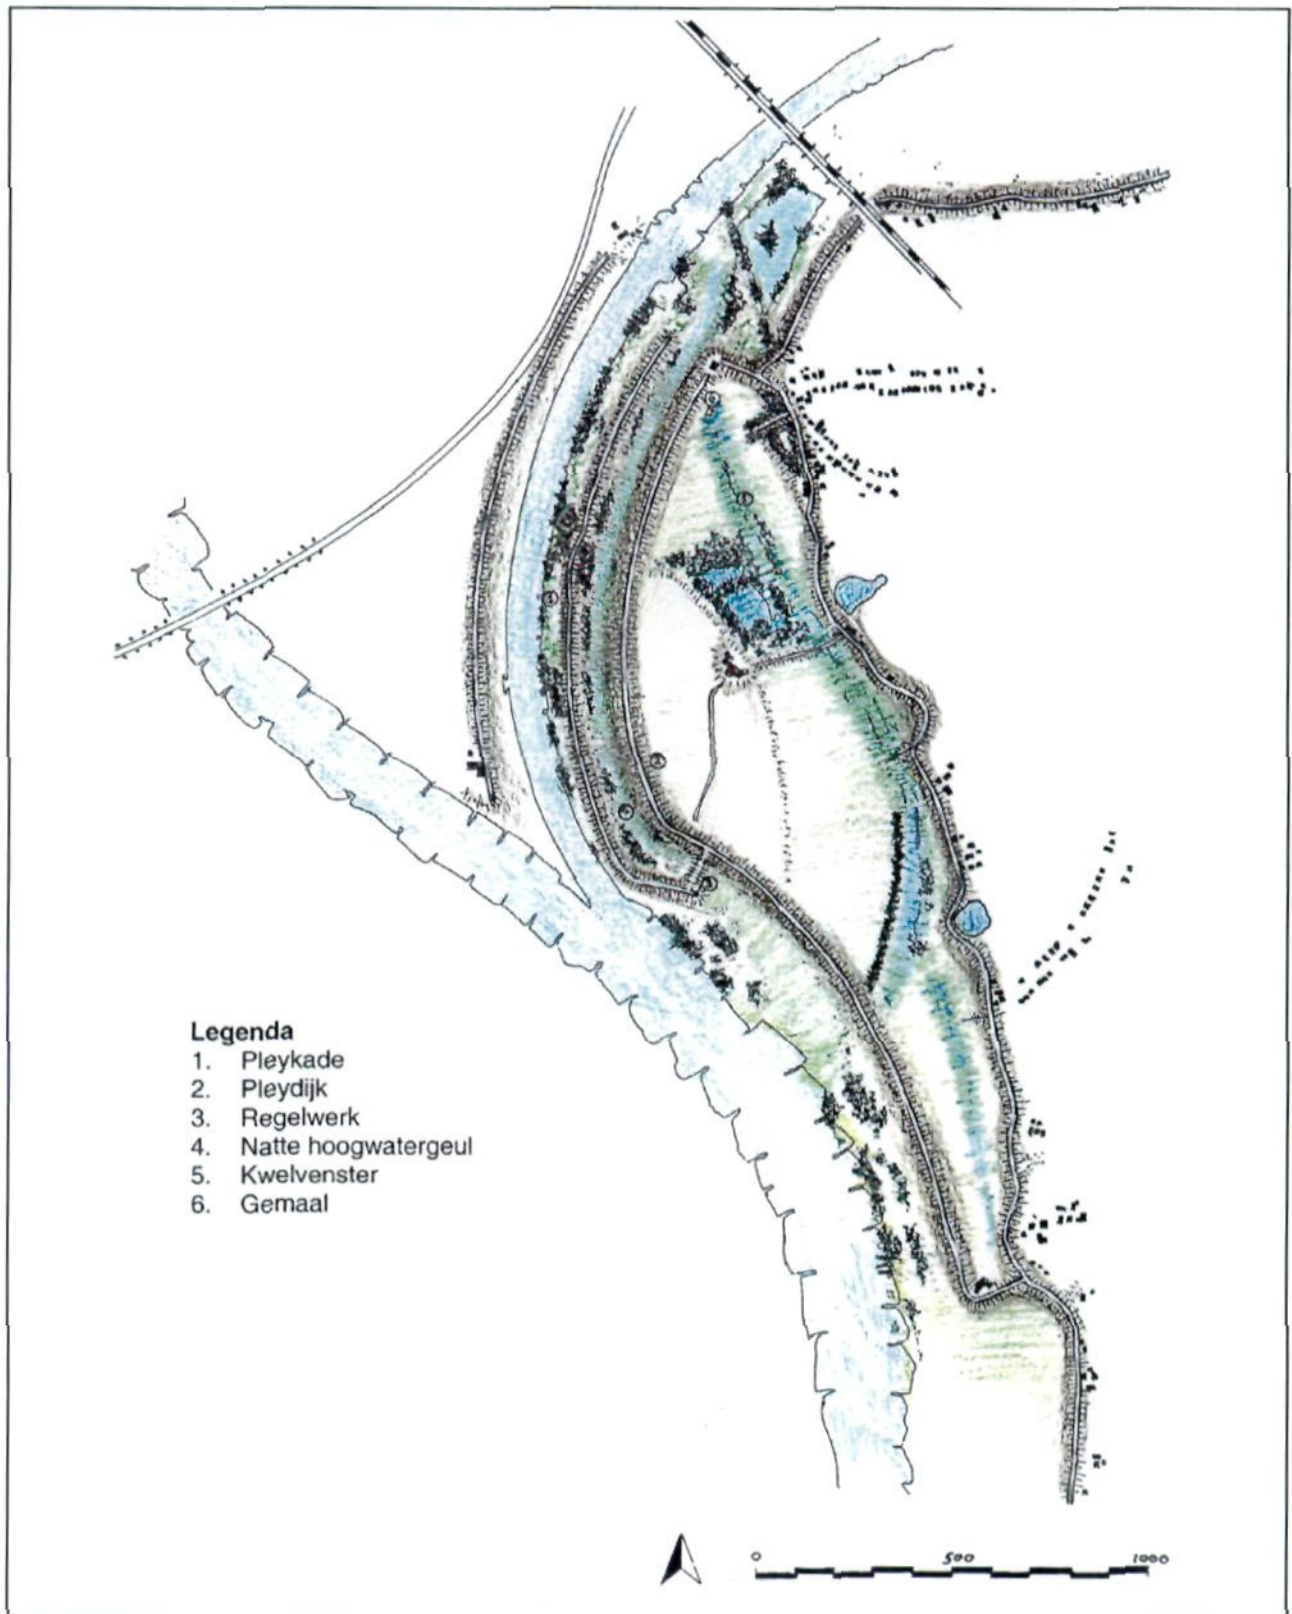 Legenda
1. Pleykade
2. Pleydijk
3. Regelwerk
4. Natte hoogwatergeul
5. Kwelvenster
6. Gemaal
0 500 1000